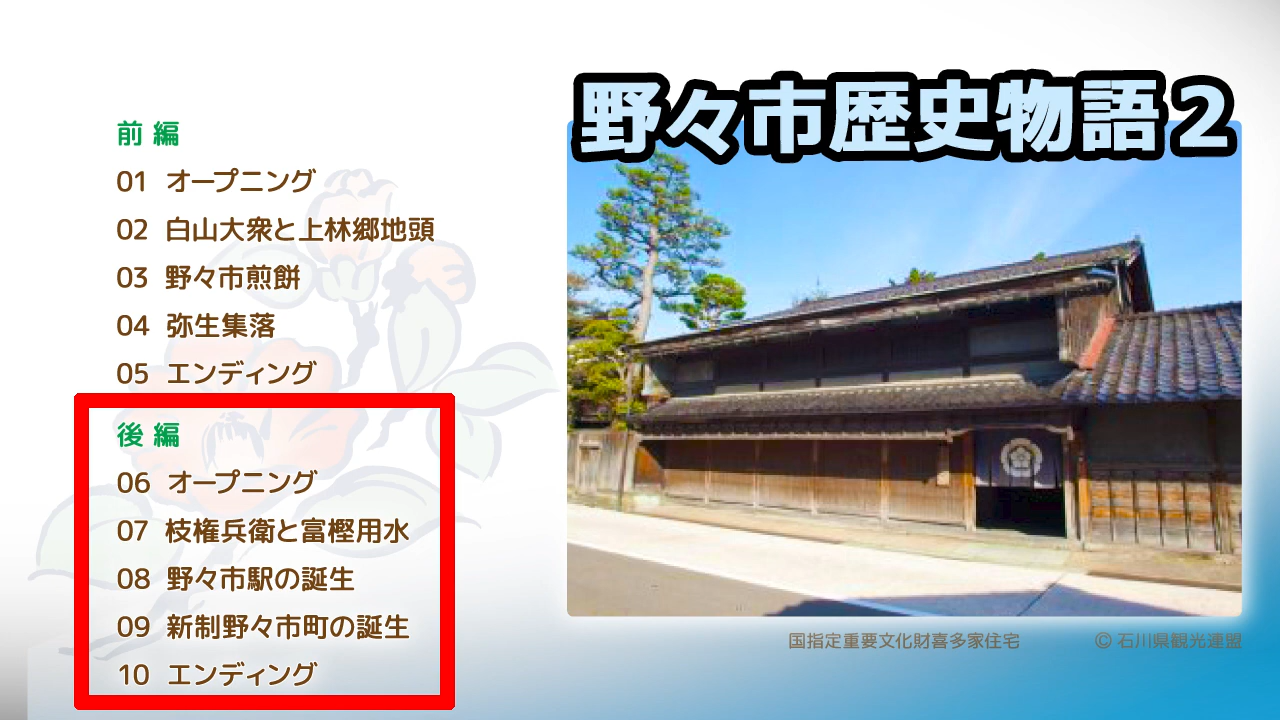 野々市歴史物語２
前編
01 オープニング
02 白山大衆と上林郷地頭
03 野々市煎餅
04 弥生集落
05 エンディング
後編
06 オープニング
07 枝権兵衛と富樫用水
08 野々市駅の誕生
09 新制野々市町の誕生
10 エンディング
国指定重要文化財喜多家住宅
© 石川県観光連盟